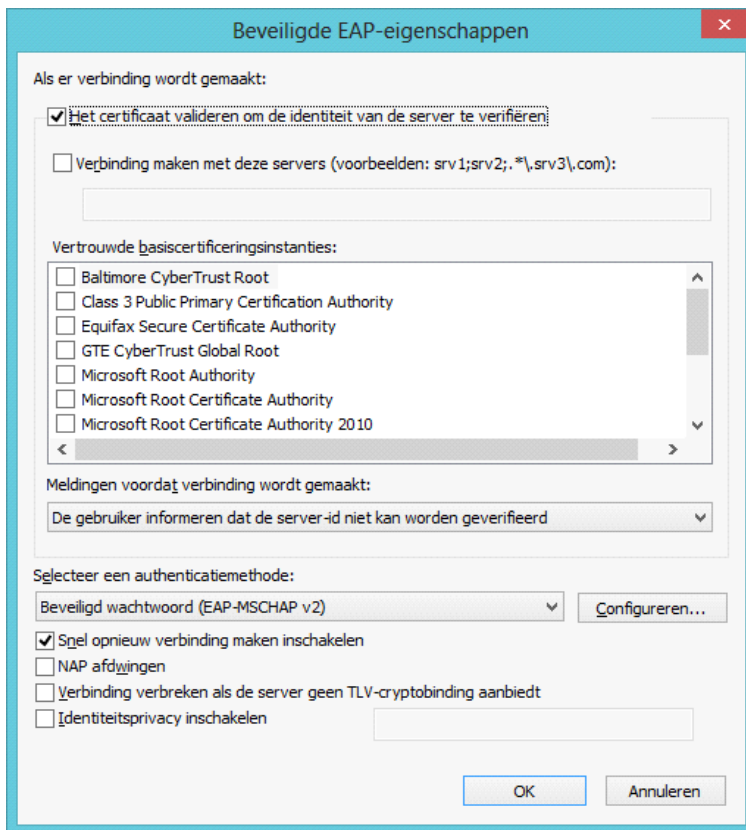 Beveiligde EAP-eigenschappen
Als er verbinding wordt gemaakt:
Het certificaat valideren om de identiteit van de server te verifiëren
Verbinding maken met deze servers (voorbeelden: srv1;srv2;.*\.srv3\.com):
Vertrouwde basiscertificeringsinstanties:
Baltimore CyberTrust Root
Class 3 Public Primary Certification Authority
Equifax Secure Certificate Authority
GTE CyberTrust Global Root
Microsoft Root Authority
Microsoft Root Certificate Authority
Microsoft Root Certificate Authority 2010
Meldingen voordat verbinding wordt gemaakt:
De gebruiker informeren dat de server-id niet kan worden geverifieerd
Selecteer een authenticatiemethode:
Beveiligd wachtwoord (EAP-MSCHAP v2)
Configureren...
Snel opnieuw verbinding maken inschakelen
NAP afdwingen
Verbinding verbreken als de server geen TLV-cryptobinding aanbiedt
Identiteitsprivacy inschakelen
OK
Annuleren